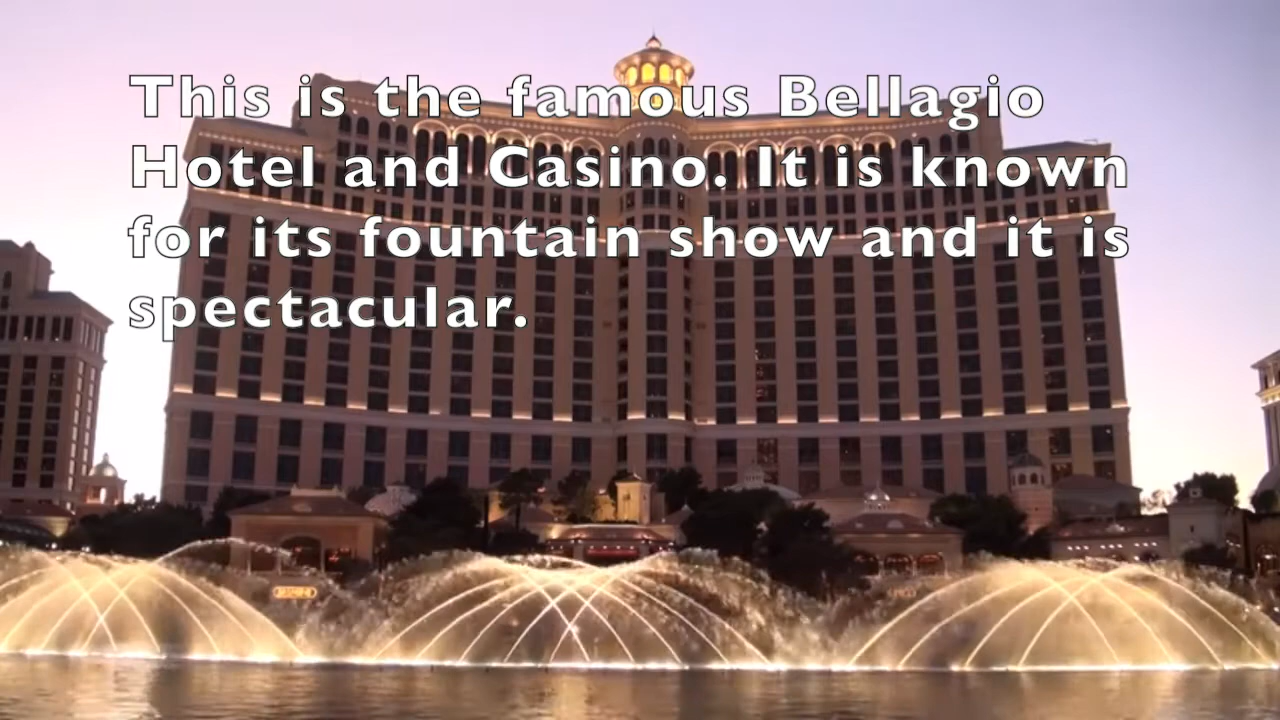 This is the famous Bellagio
Hotel and Casino. It is known
for its fountain show and it is
spectacular.